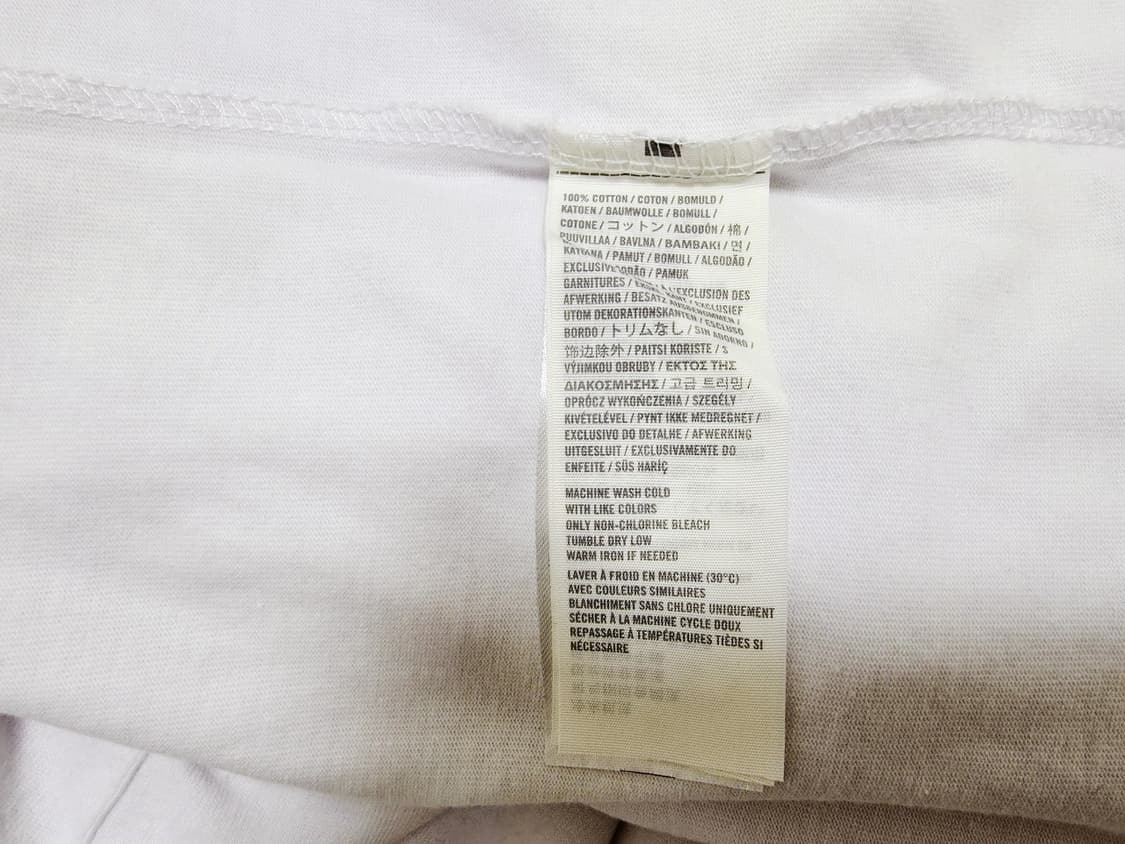 100% COTTON / COTON / BOMULD /
KATOEN / BAUMWOLLE / BOMULL /
COTONE / コットン / ALGODÓN / 棉 /
PUUVILLAA / BAVLNA / ΒΑΜΒΑΚΙ / 면 /
PAMUT / BOMULL / ALGODÃO /
/ PAMUK
EXCLUSIVE
GARNITURES / À L'EXCLUSION DES
AFWERKING / BESATZ AUSGENOMMEN /
UTOM DEKORATIONSKANTEN / ESCLUSO
BORDO / トリムなし / SIN ADORNO /
饰边除外 / PAITSI KORISTE / S
VÝJIMKOU OBRUBY / ΕΚΤΟΣ ΤΗΣ
ΔΙΑΚΟΣΜΗΣΗΣ / 고급 트리밍 /
OPRÓCZ WYKOŃCZENIA / SZEGÉLY
KIVÉTELÉVEL / PYNT IKKE MEDREGNET /
EXCLUSIVO DO DETALHE / AFWERKING
UITGESLUIT / EXCLUSIVAMENTE DO
ENFEITE / SÜS HARİÇ
MACHINE WASH COLD
WITH LIKE COLORS
ONLY NON-CHLORINE BLEACH
TUMBLE DRY LOW
WARM IRON IF NEEDED
LAVER À FROID EN MACHINE (30°C)
AVEC COULEURS SIMILAIRES
BLANCHIMENT SANS CHLORE UNIQUEMENT
SÉCHER À LA MACHINE CYCLE DOUX
REPASSAGE À TEMPÉRATURES TIÈDES SI
NÉCESSAIRE